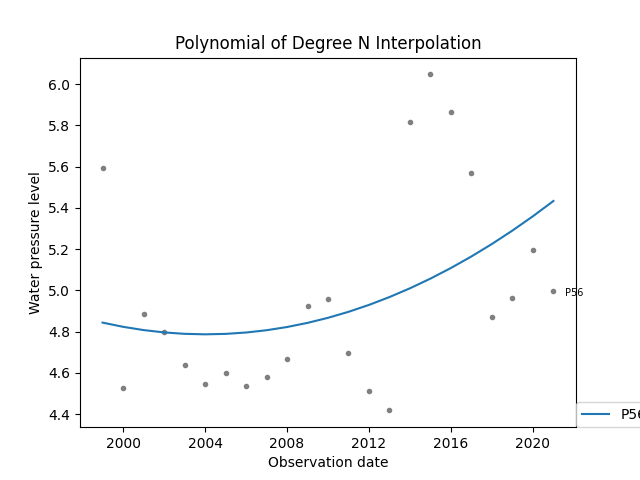 Polynomial of Degree N Interpolation
Water pressure level
6.0
5.8
5.6
5.4
5.2
5.0
4.8
4.6
4.4
P56
P56
2000 2004 2008 2012 2016 2020
Observation date